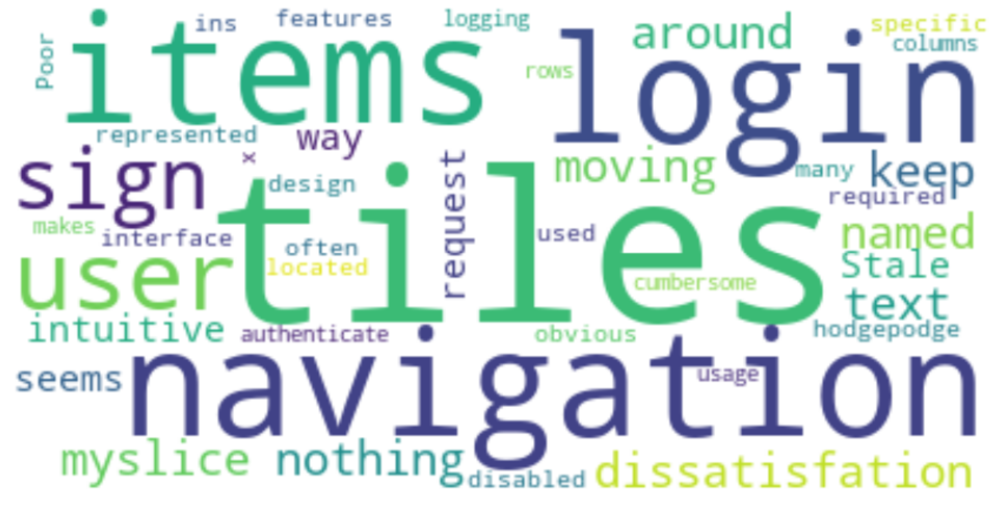 ins features logging around specific
Poor items rows login columns
represented way moving many keep
sign × design request required
makes interface often used named
user located tiles cumbersome Stale
text
intuitive authenticate obvious hodgepodge
seems navigation usage
myslice nothing disabled dissatisfation